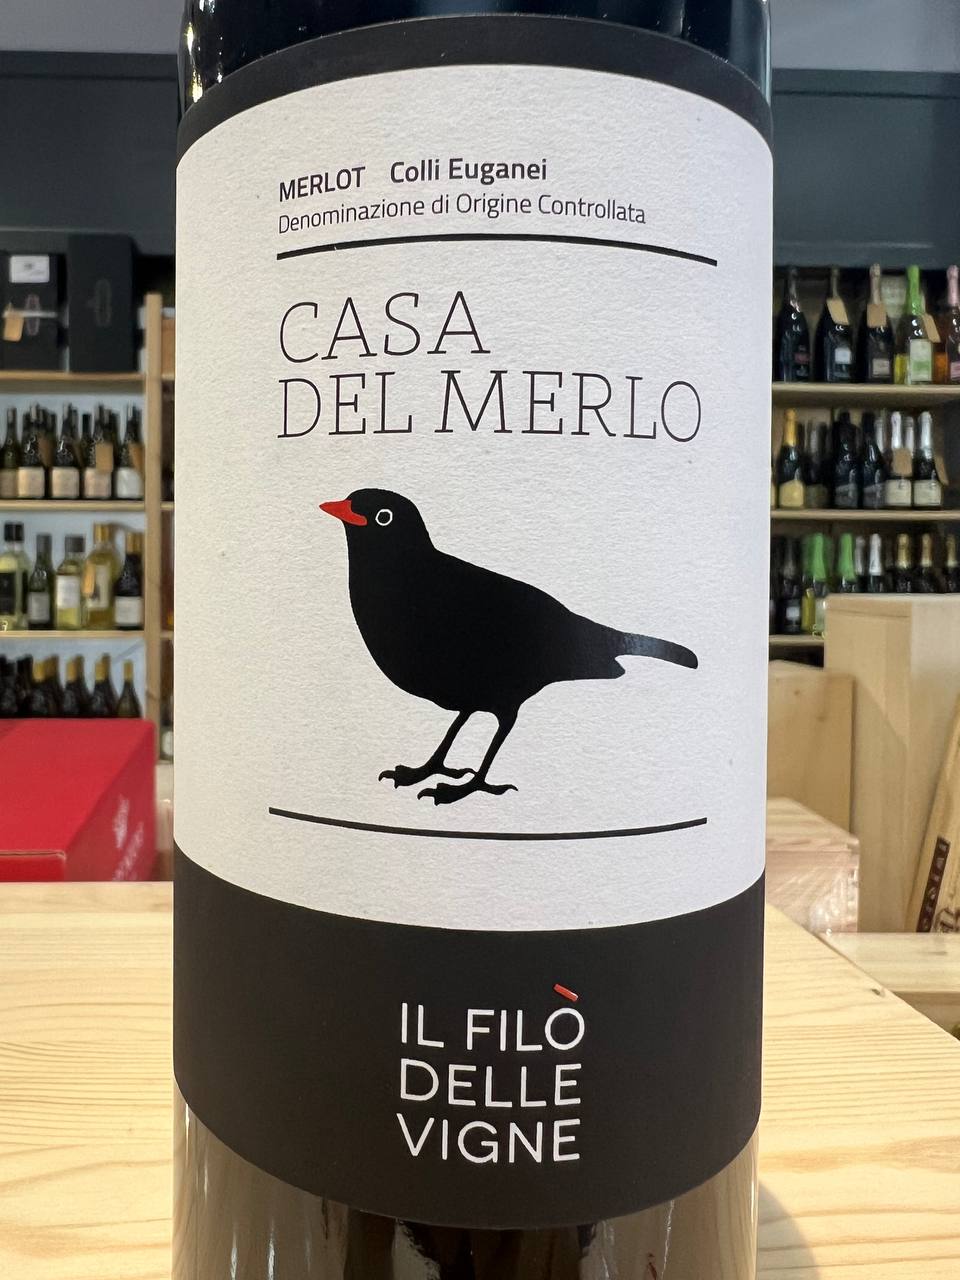 MERLOT Colli Euganei
Denominazione di Origine Controllata
CASA
DEL MERLO
IL FILÒ
DELLE
VIGNE